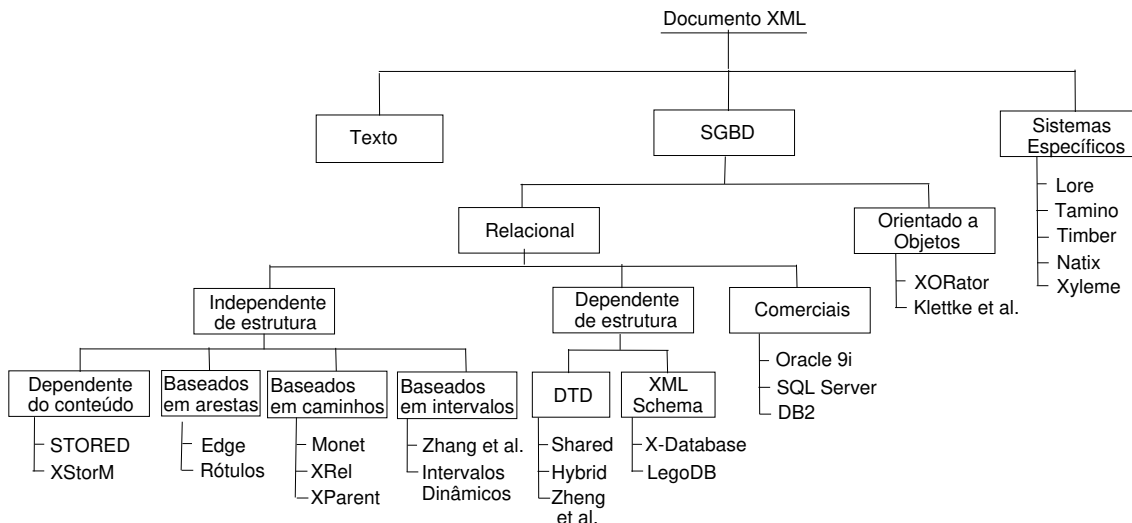 Documento XML
Texto
SGBD
Sistemas
Específicos
Lore
Tamino
Timber
Natix
Xyleme
Relacional
Orientado a
Objetos
XORator
Klettke et al.
Independente
de estrutura
Dependente
de estrutura
Comerciais
Oracle 9i
SQL Server
DB2
Dependente
do conteúdo
STORED
XStorM
Baseados
em arestas
Edge
Rótulos
Baseados
em caminhos
Monet
XRel
XParent
Baseados
em intervalos
Zhang et al.
Intervalos
Dinâmicos
DTD
Shared
Hybrid
Zheng
et al.
XML
Schema
X-Database
LegoDB